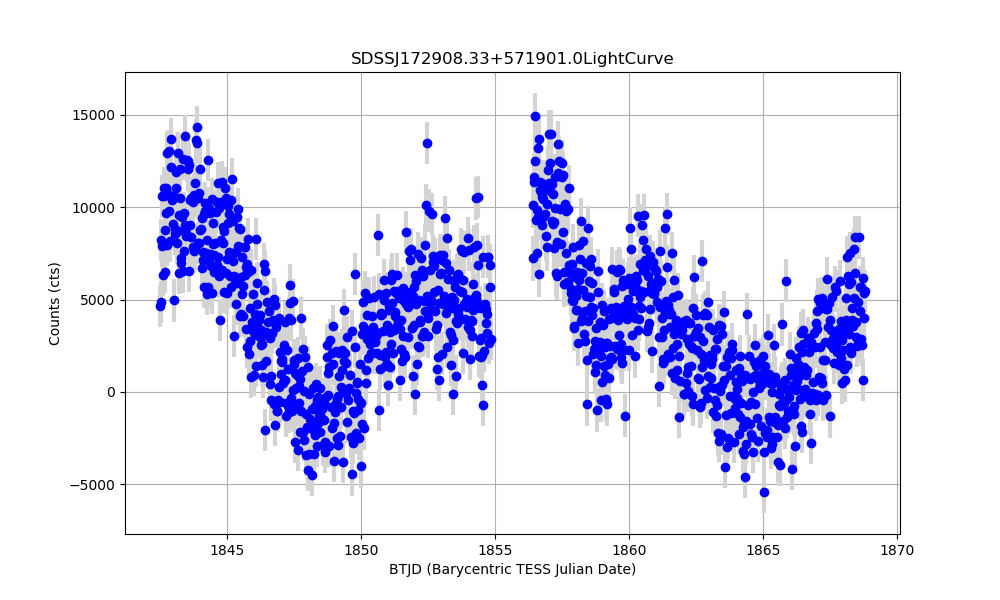 SDSSJ172908.33+571901.0LightCurve
15000
10000
5000
0
−5000
Counts (cts)
1845 1850 1855 1860 1865 1870
BTJD (Barycentric TESS Julian Date)